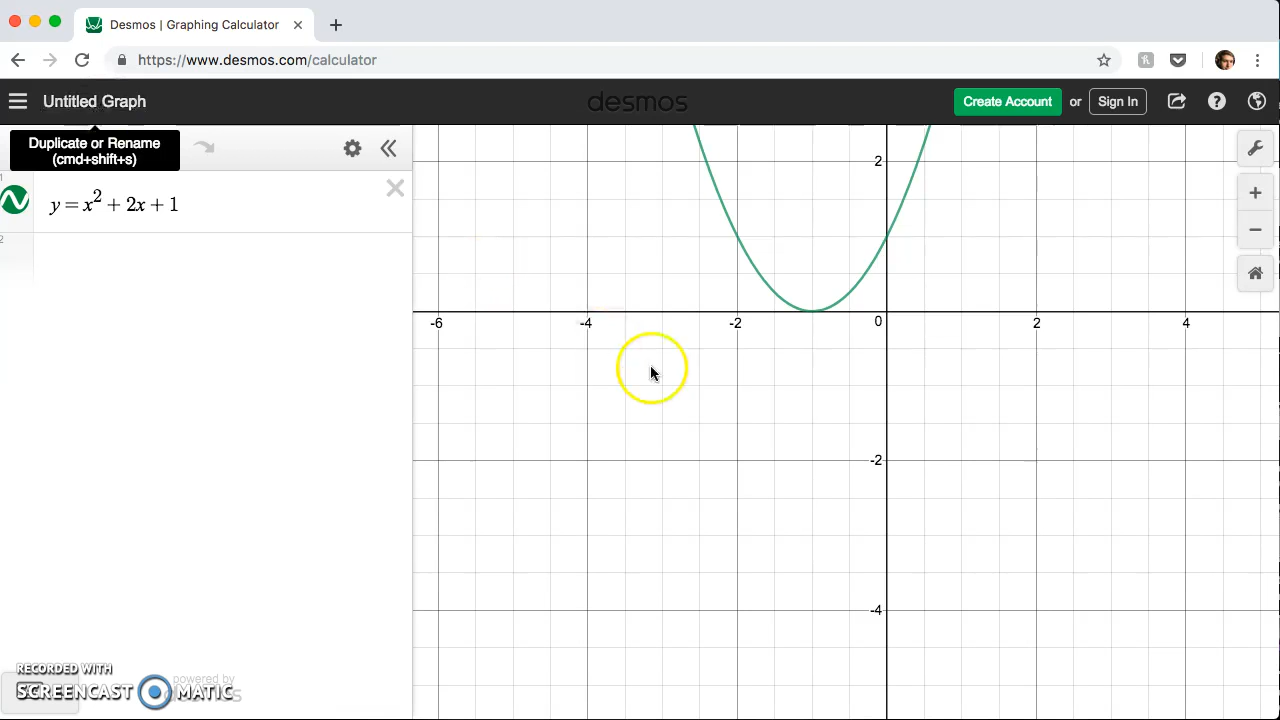 Desmos | Graphing Calculator
https://www.desmos.com/calculator
Untitled Graph
desmos
Create Account
or
Sign In
Duplicate or Rename
(cmd+shift+s)
1
y = x² + 2x + 1
2
2
-6
-4
-2
0
2
4
-2
-4
RECORDED WITH
SCREENCAST MATIC
powered by